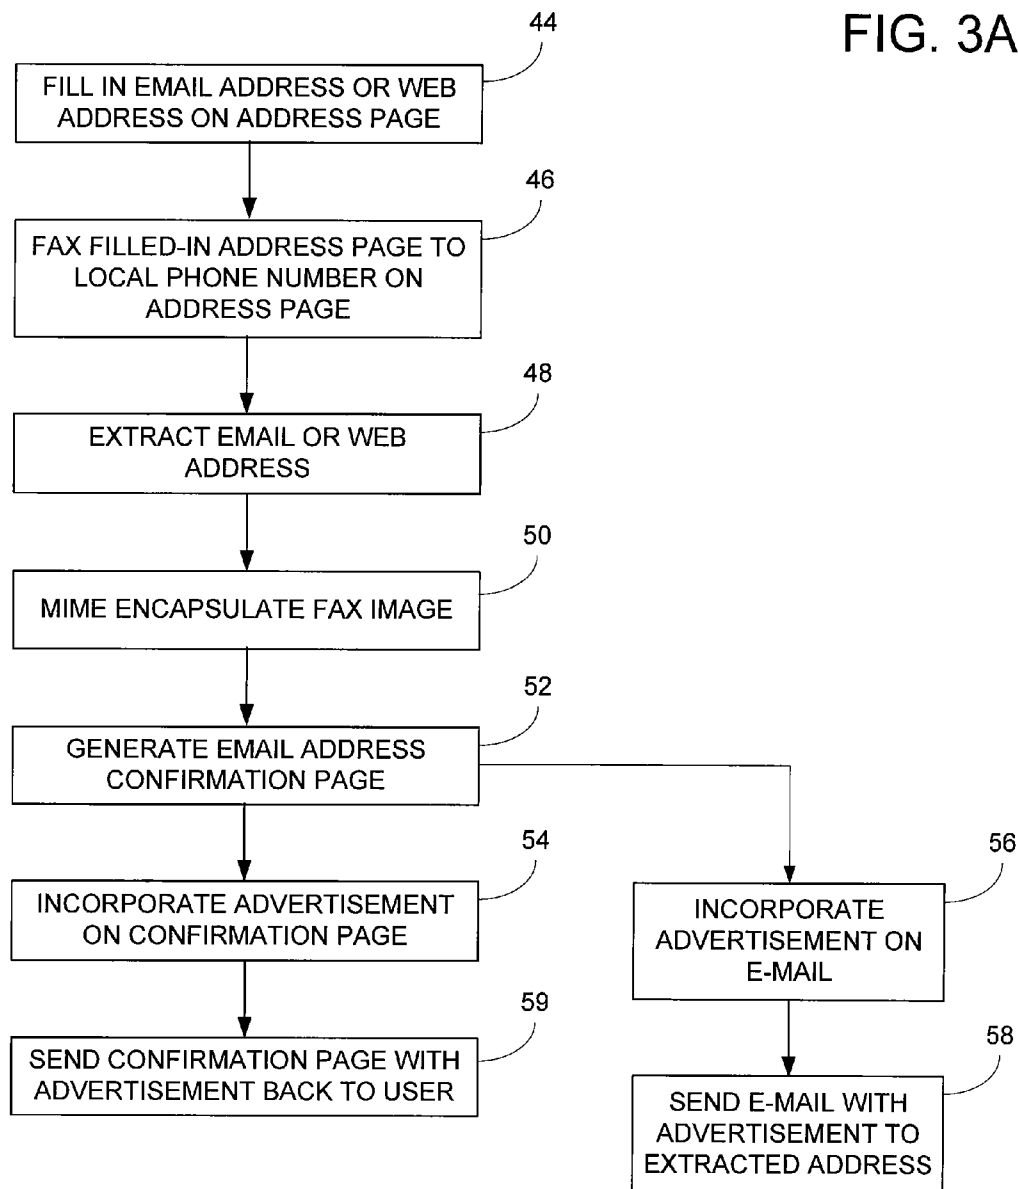 FIG. 3A
44
FILL IN EMAIL ADDRESS OR WEB
ADDRESS ON ADDRESS PAGE
46
FAX FILLED-IN ADDRESS PAGE TO
LOCAL PHONE NUMBER ON
ADDRESS PAGE
48
EXTRACT EMAIL OR WEB
ADDRESS
50
MIME ENCAPSULATE FAX IMAGE
52
GENERATE EMAIL ADDRESS
CONFIRMATION PAGE
54
INCORPORATE ADVERTISEMENT
ON CONFIRMATION PAGE
59
SEND CONFIRMATION PAGE WITH
ADVERTISEMENT BACK TO USER
56
INCORPORATE
ADVERTISEMENT ON
E-MAIL
58
SEND E-MAIL WITH
ADVERTISEMENT TO
EXTRACTED ADDRESS